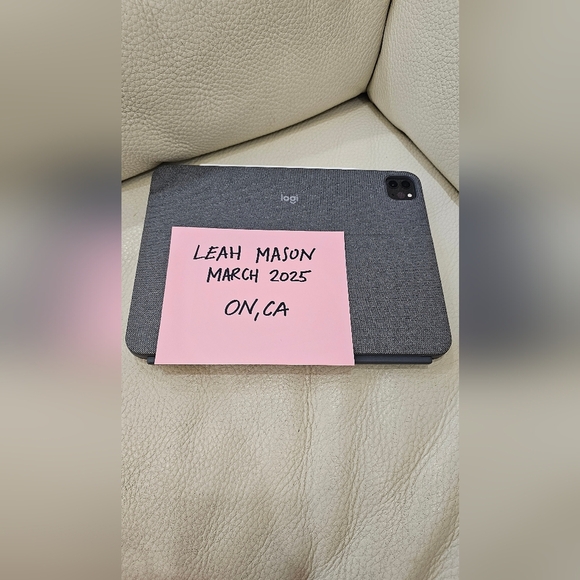 logi
LEAH MASON
MARCH 2025
ON, CA